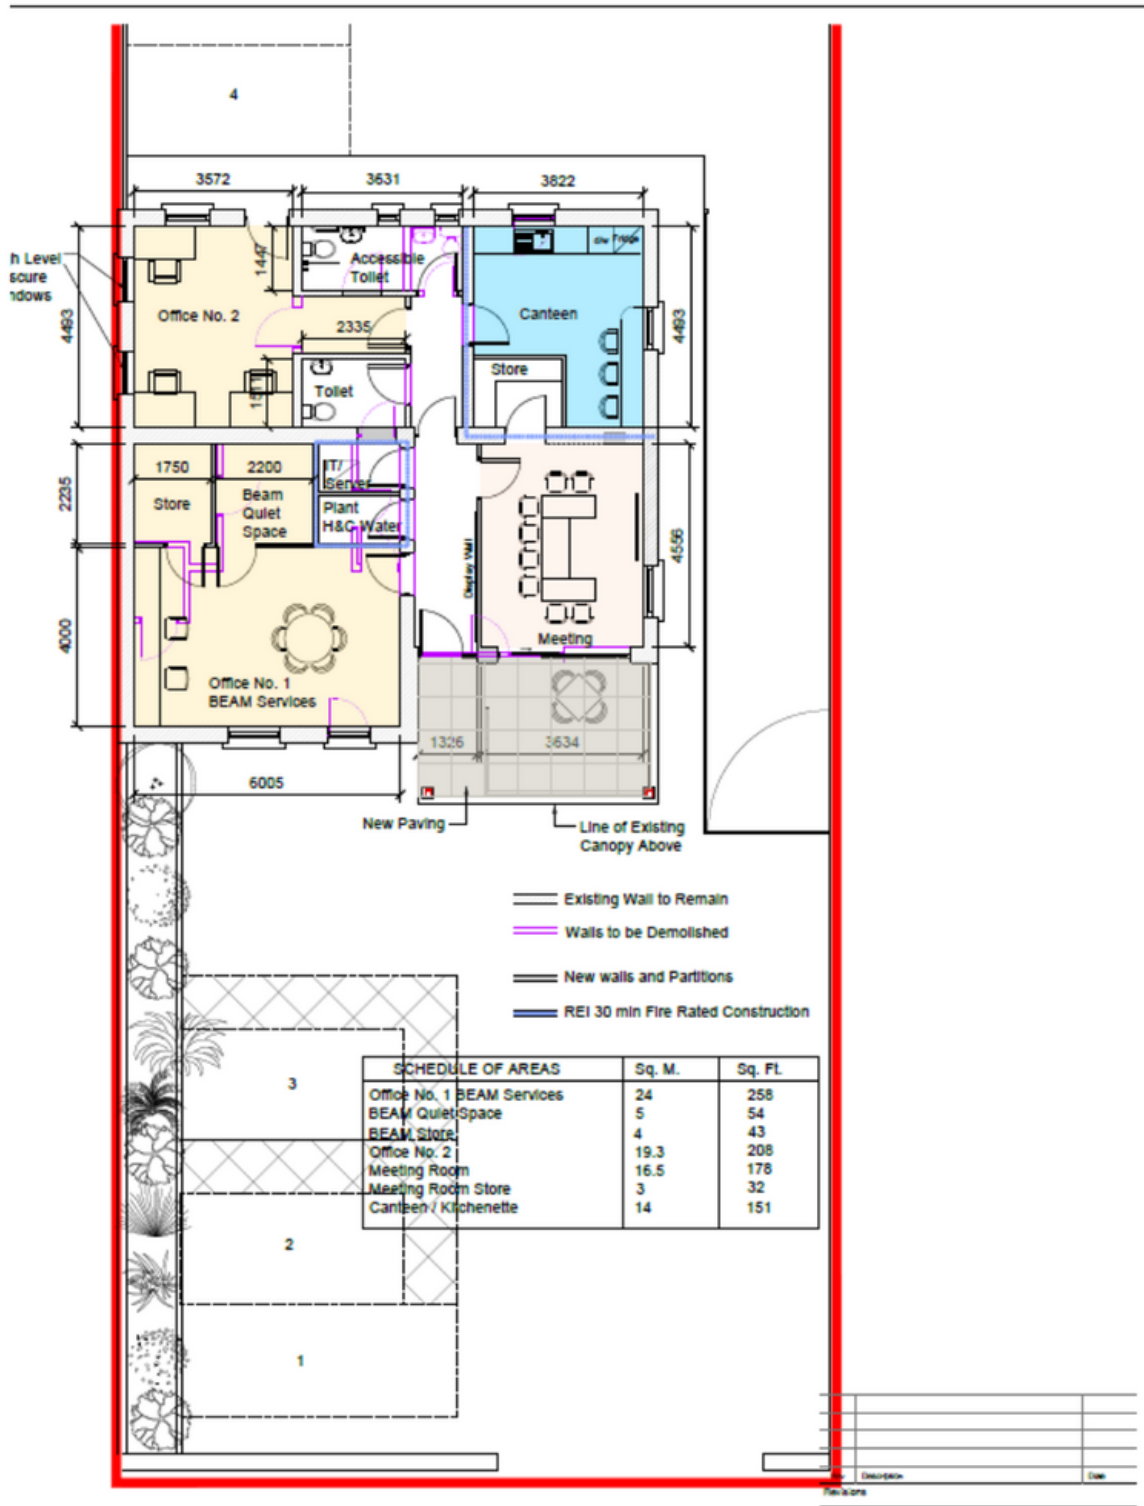 4
3572
3631
3822
h Level
scure
ndows
1447
Accessible
Toilet
Fridge
4493
Office No. 2
2335
Canteen
4493
1511
Toilet
Store
1750
2200
2235
Store
Beam
Quiet
Space
IT/
Server
Plant
H&C Water
Display Wall
4556
4000
Meeting
Office No. 1
BEAM Services
1326
3634
6005
New Paving
Line of Existing
Canopy Above
Existing Wall to Remain
Walls to be Demolished
New walls and Partitions
REI 30 min Fire Rated Construction
SCHEDULE OF AREAS Sq. M. Sq. Ft.
Office No. 1 BEAM Services 24 258
BEAM Quiet Space 5 54
BEAM Store 4 43
Office No. 2 19.3 208
Meeting Room 16.5 178
Meeting Room Store 3 32
Canteen / Kitchenette 14 151
3
2
1
Description Date
Revisions